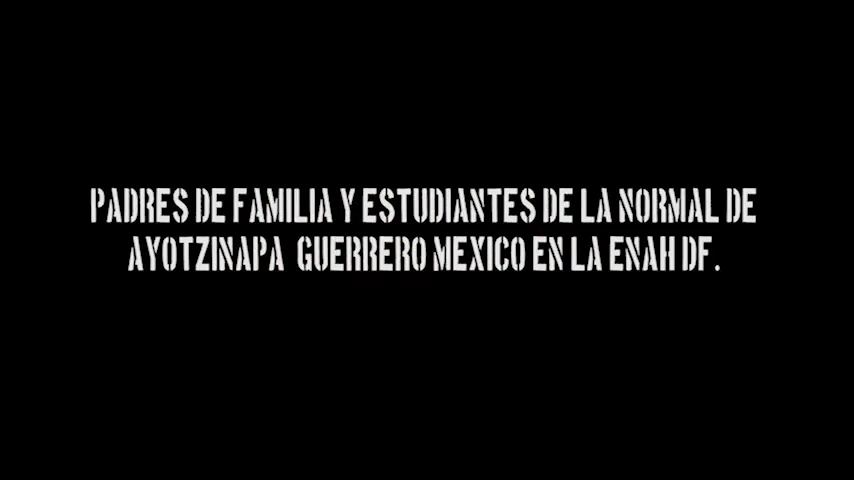 PADRES DE FAMILIA Y ESTUDIANTES DE LA NORMAL DE
AYOTZINAPA GUERRERO MEXICO EN LA ENAH DF.